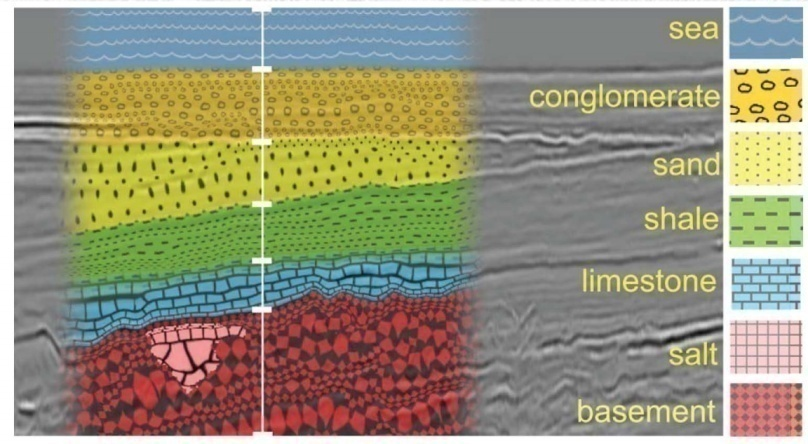 sea
conglomerate
sand
shale
limestone
salt
basement